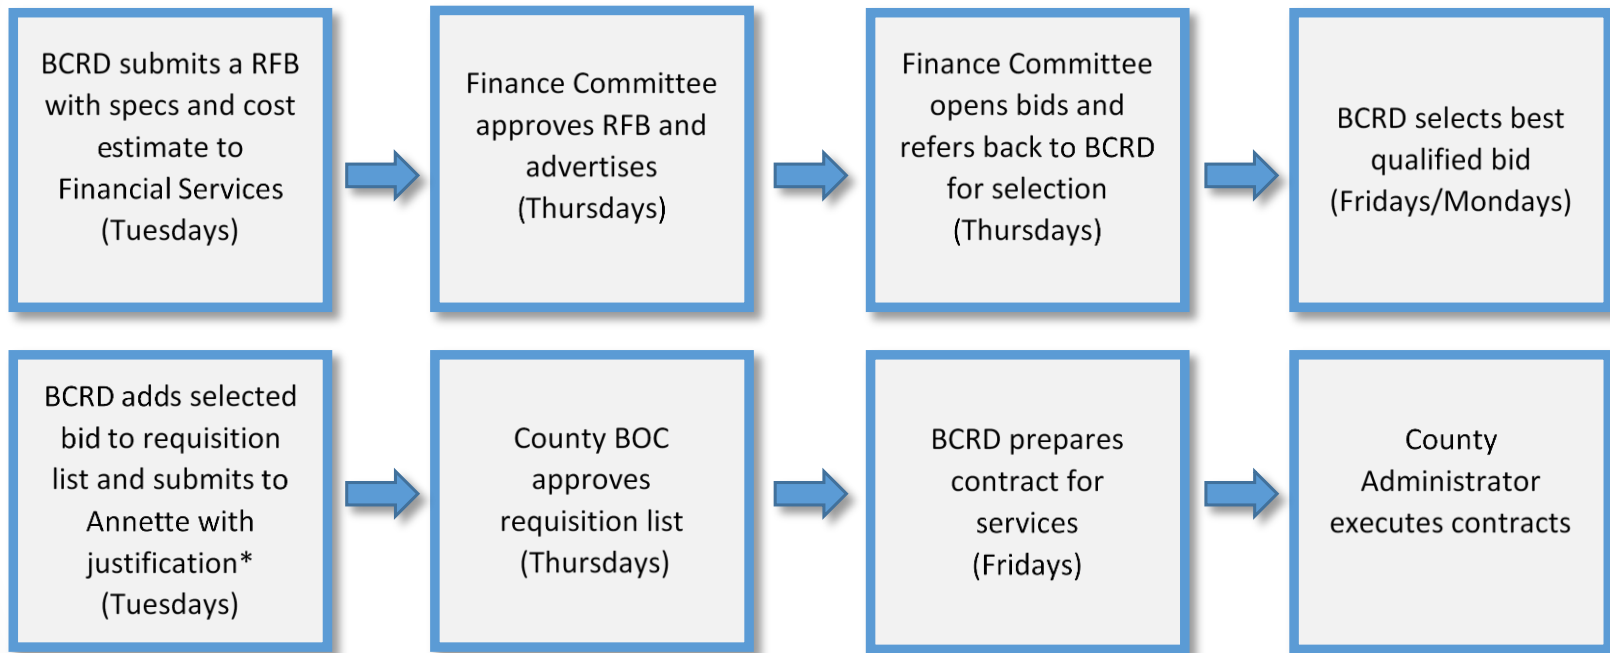 BCRD submits a RFB
with specs and cost
estimate to
Financial Services
(Tuesdays)
Finance Committee
approves RFB and
advertises
(Thursdays)
Finance Committee
opens bids and
refers back to BCRD
for selection
(Thursdays)
BCRD selects best
qualified bid
(Fridays/Mondays)
BCRD adds selected
bid to requisition
list and submits to
Annette with
justification*
(Tuesdays)
County BOC
approves
requisition list
(Thursdays)
BCRD prepares
contract for
services
(Fridays)
County
Administrator
executes contracts